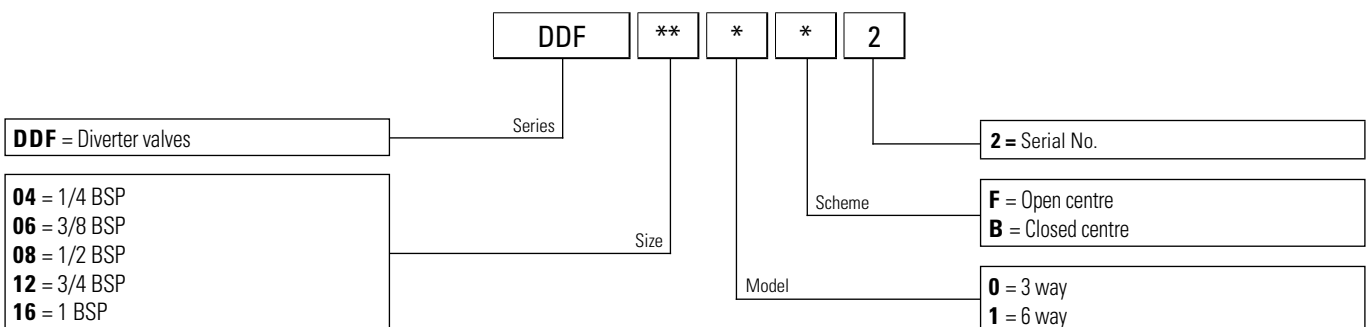 DDF ** * * 2
Series
DDF = Diverter valves
2 = Serial No.
04 = 1/4 BSP
06 = 3/8 BSP
08 = 1/2 BSP
12 = 3/4 BSP
16 = 1 BSP
Size
Scheme
F = Open centre
B = Closed centre
Model
0 = 3 way
1 = 6 way